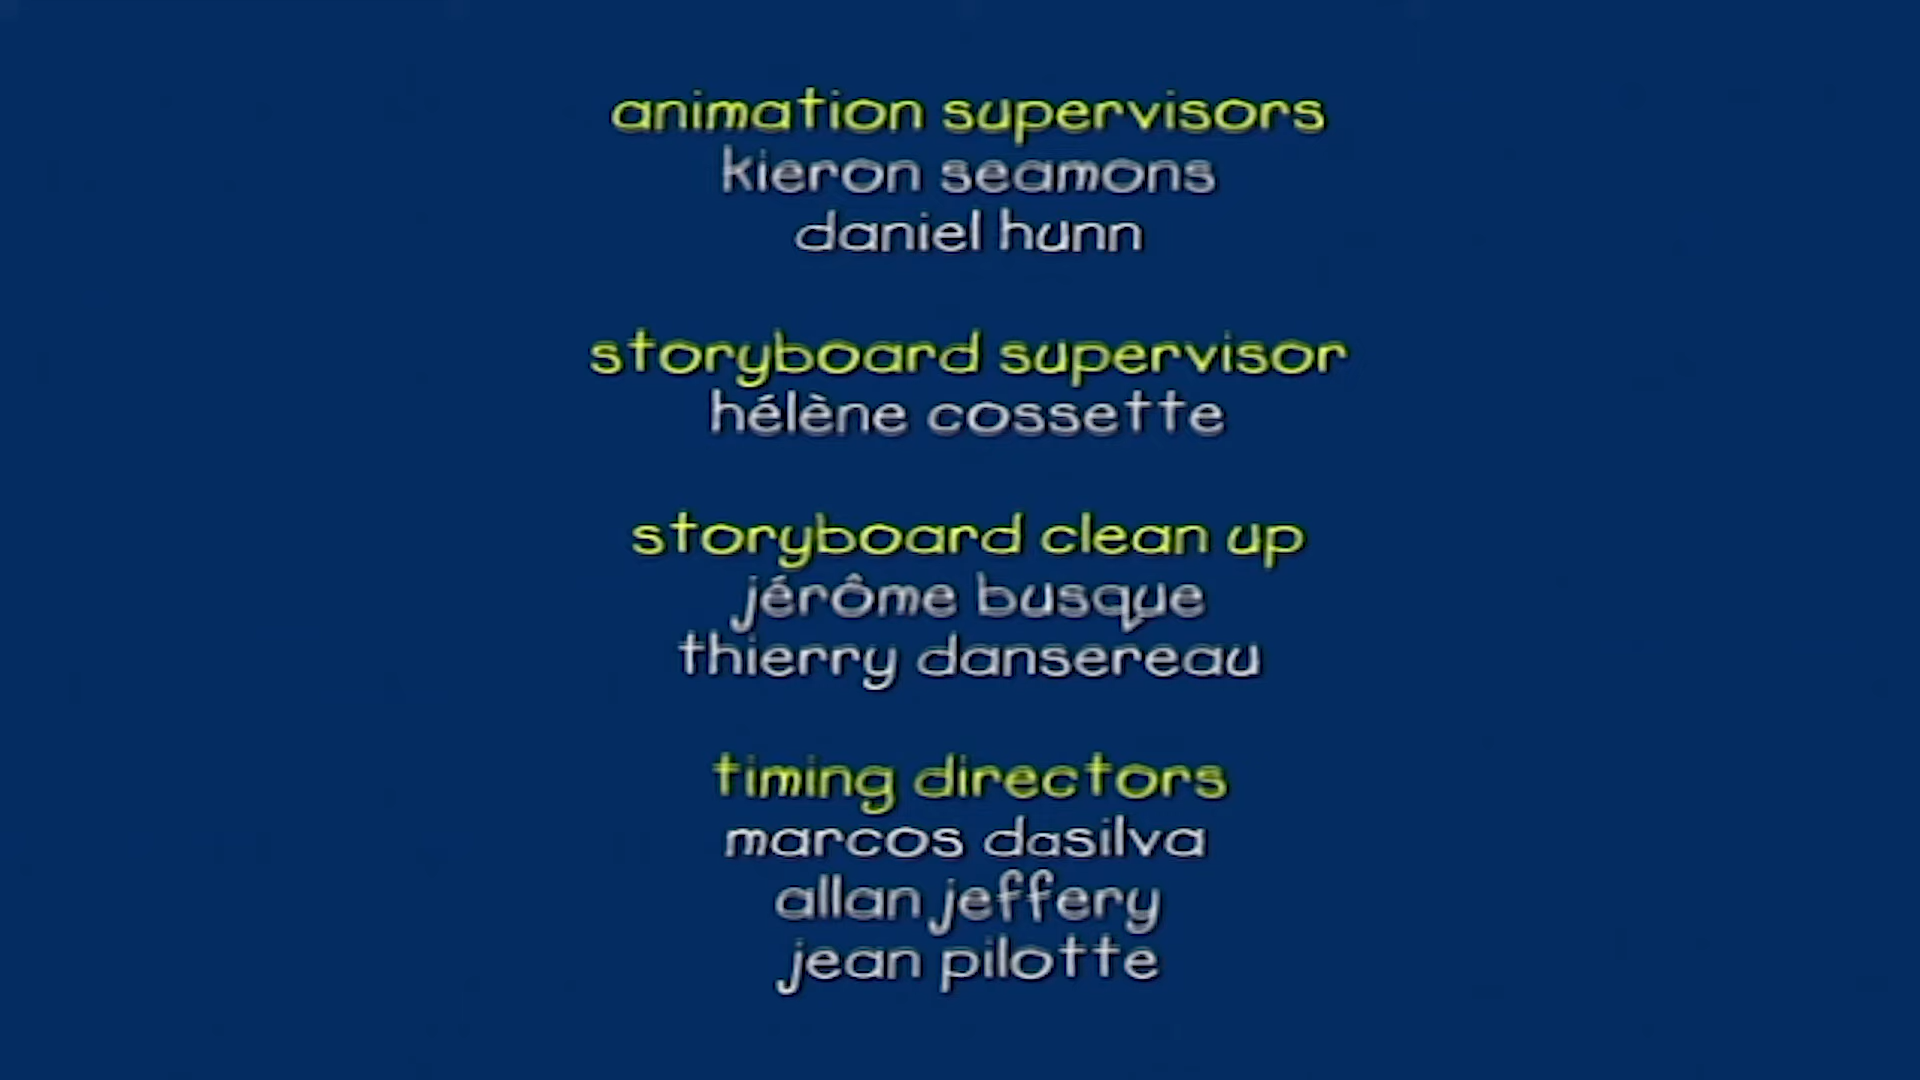 animation supervisors
kieron seamons
daniel hunn
storyboard supervisor
hélène cossette
storyboard clean up
jérôme busque
thierry dansereau
timing directors
marcos dasilva
allan jeffery
jean pilotte